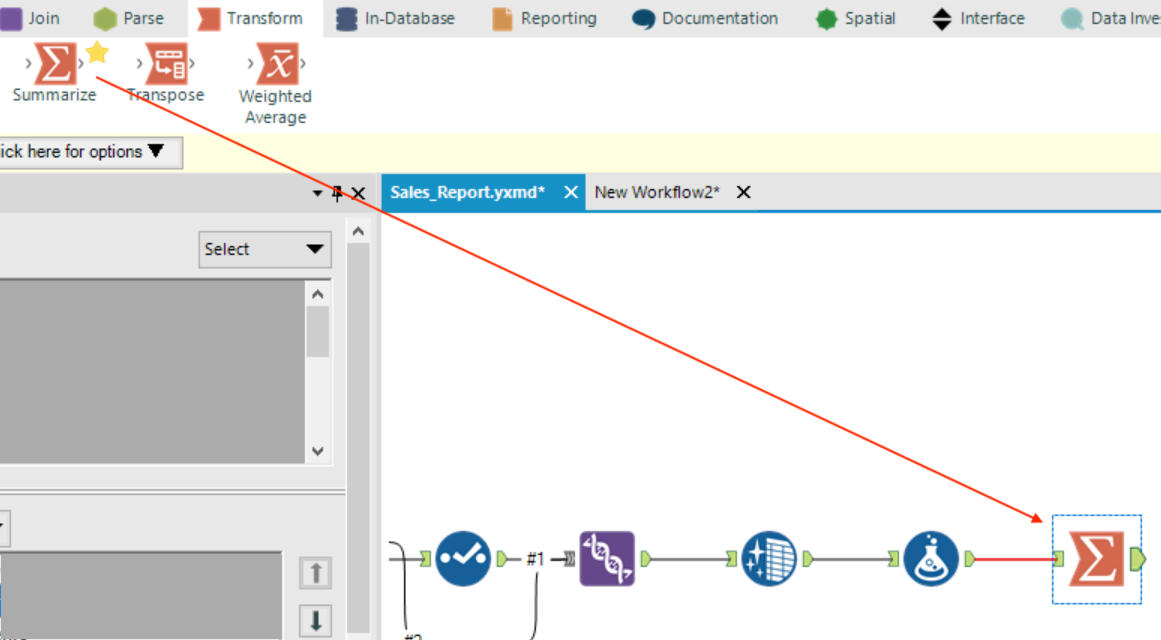 Join Parse Transform In-Database Reporting Documentation Spatial Interface Data Inve
Summarize Transpose Weighted Average
ick here for options
Sales_Report.yxmd* New Workflow2*
Select
#1
#2